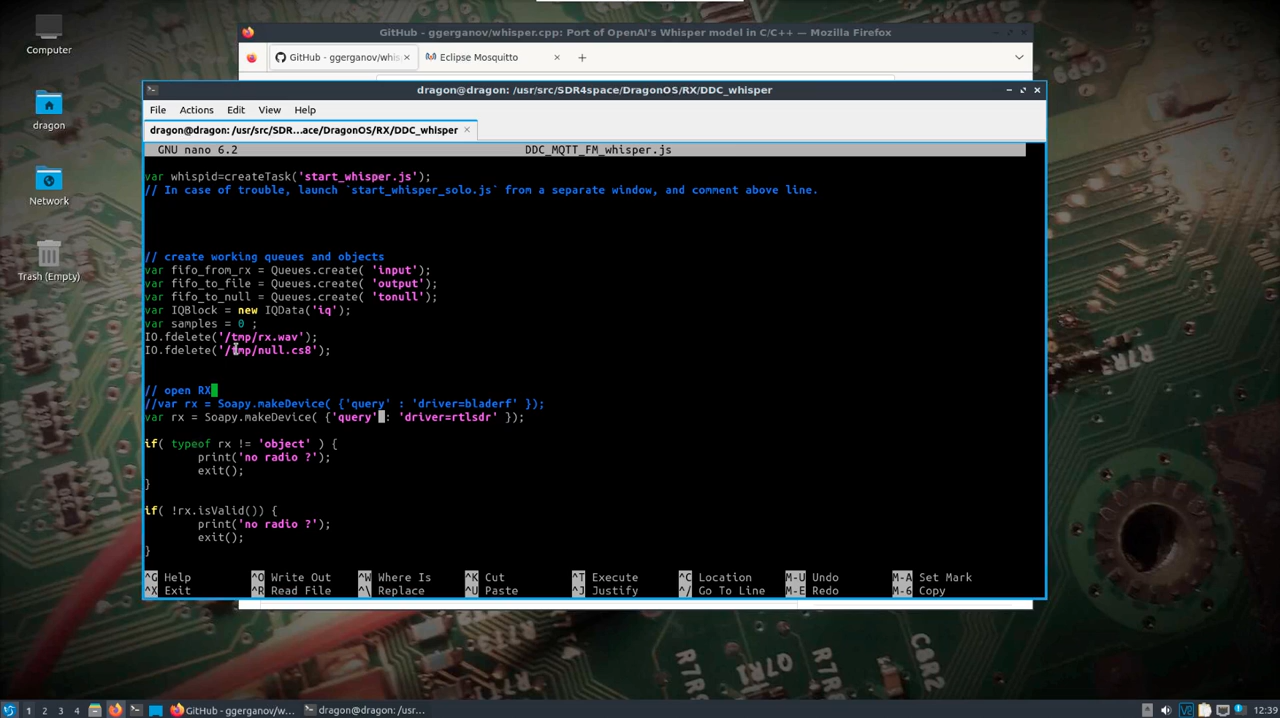 Computer
dragon
Network
Trash (Empty)
GitHub - ggerganov/whisper.cpp: Port of OpenAI's Whisper model in C/C++ — Mozilla Firefox
GitHub - ggerganov/whis
Eclipse Mosquitto
dragon@dragon: /usr/src/SDR4space/DragonOS/RX/DDC_whisper
File Actions Edit View Help
dragon@dragon: /usr/src/SDR...ace/DragonOS/RX/DDC_whisper
GNU nano 6.2 DDC_MQTT_FM_whisper.js
var whispid=createTask('start_whisper.js');
// In case of trouble, launch `start_whisper_solo.js` from a separate window, and comment above line.
// create working queues and objects
var fifo_from_rx = Queues.create( 'input');
var fifo_to_file = Queues.create( 'output');
var fifo_to_null = Queues.create( 'tonull');
var IQBlock = new IQData('iq');
var samples = 0 ;
IO.fdelete('/tmp/rx.wav');
IO.fdelete('/tmp/null.cs8');
// open RX
//var rx = Soapy.makeDevice( {'query' : 'driver=bladerf' });
var rx = Soapy.makeDevice( {'query' : 'driver=rtlsdr' });
if( typeof rx != 'object' ) {
print('no radio ?');
exit();
}
if( !rx.isValid()) {
print('no radio ?');
exit();
}
^G Help ^O Write Out ^W Where Is ^K Cut ^T Execute ^C Location M-U Undo M-A Set Mark
^X Exit ^R Read File ^\ Replace ^U Paste ^J Justify ^/ Go To Line M-E Redo M-6 Copy
R71
C8R2
R7R
R7R
1 2 3 4 GitHub - ggerganov/w... dragon@dragon: /usr... 12:39